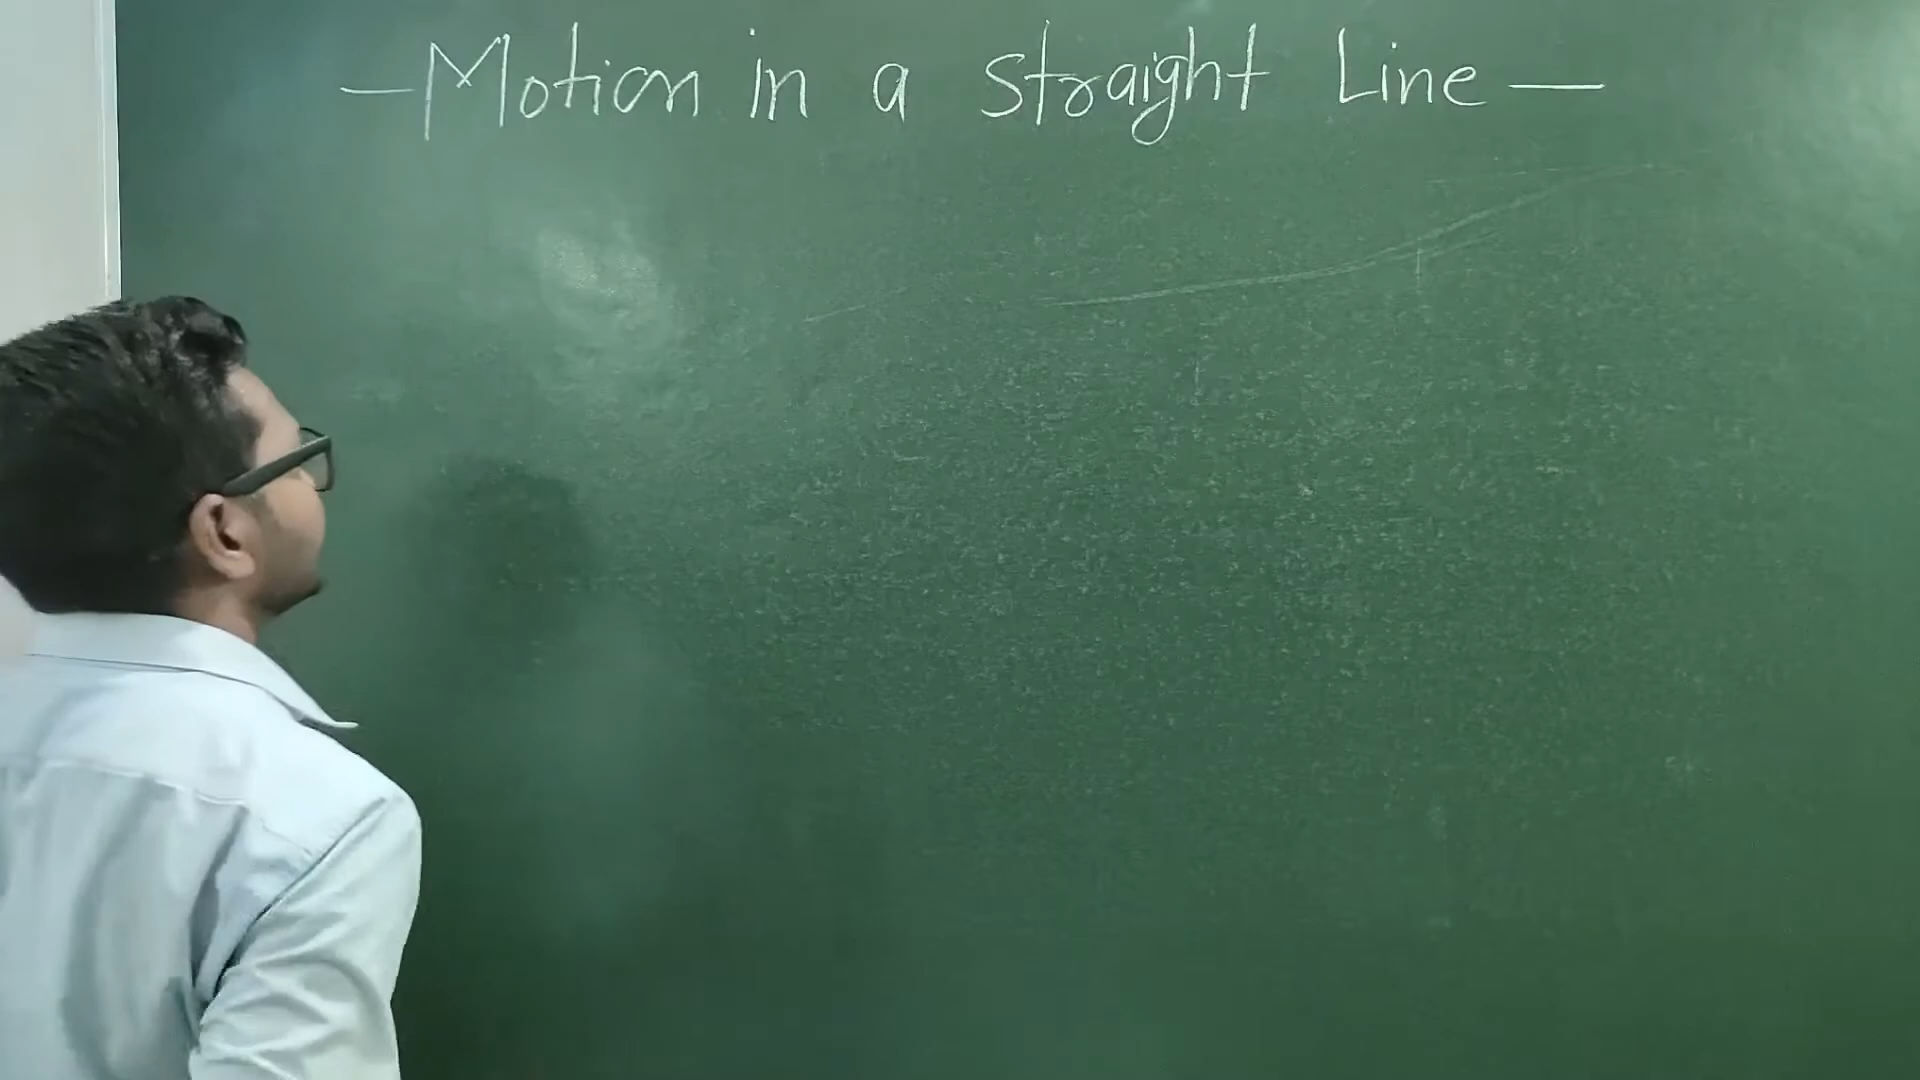 — Motion in a Straight Line —